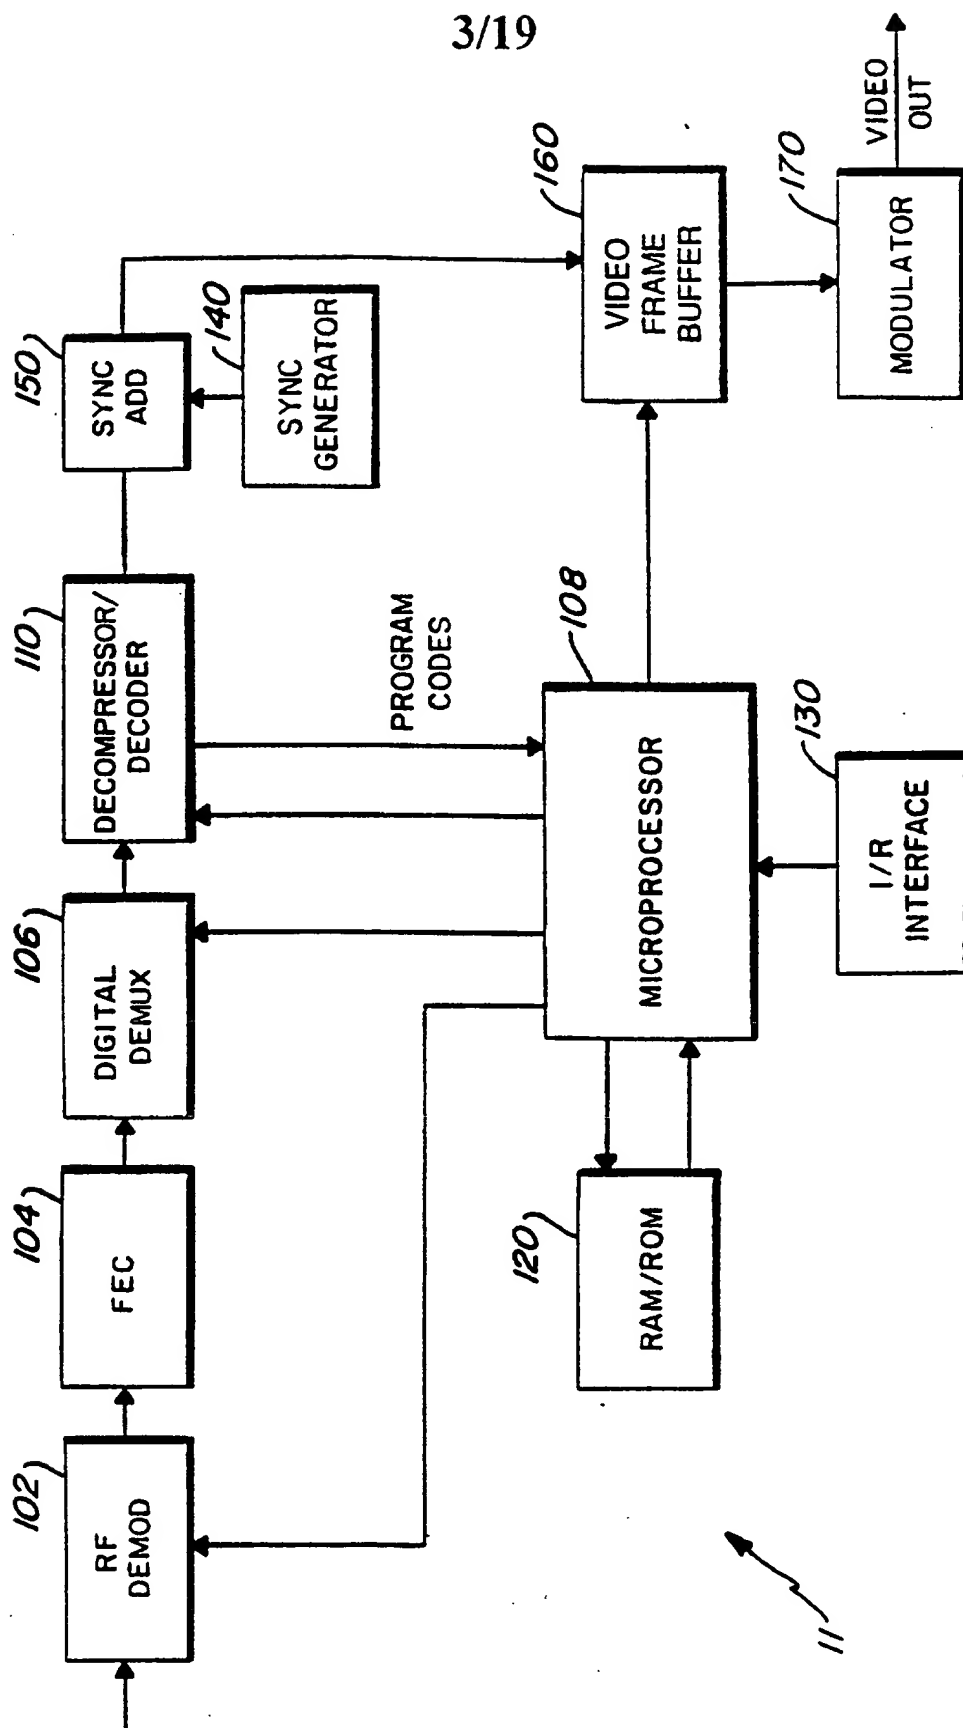 3/19
102
RF
DEMOD
104
FEC
106
DIGITAL
DEMUX
110
DECOMPRESSOR/
DECODER
150
SYNC
ADD
140
SYNC
GENERATOR
PROGRAM
CODES
120
RAM/ROM
108
MICROPROCESSOR
160
VIDEO
FRAME
BUFFER
130
I/R
INTERFACE
170
MODULATOR
VIDEO
OUT
11